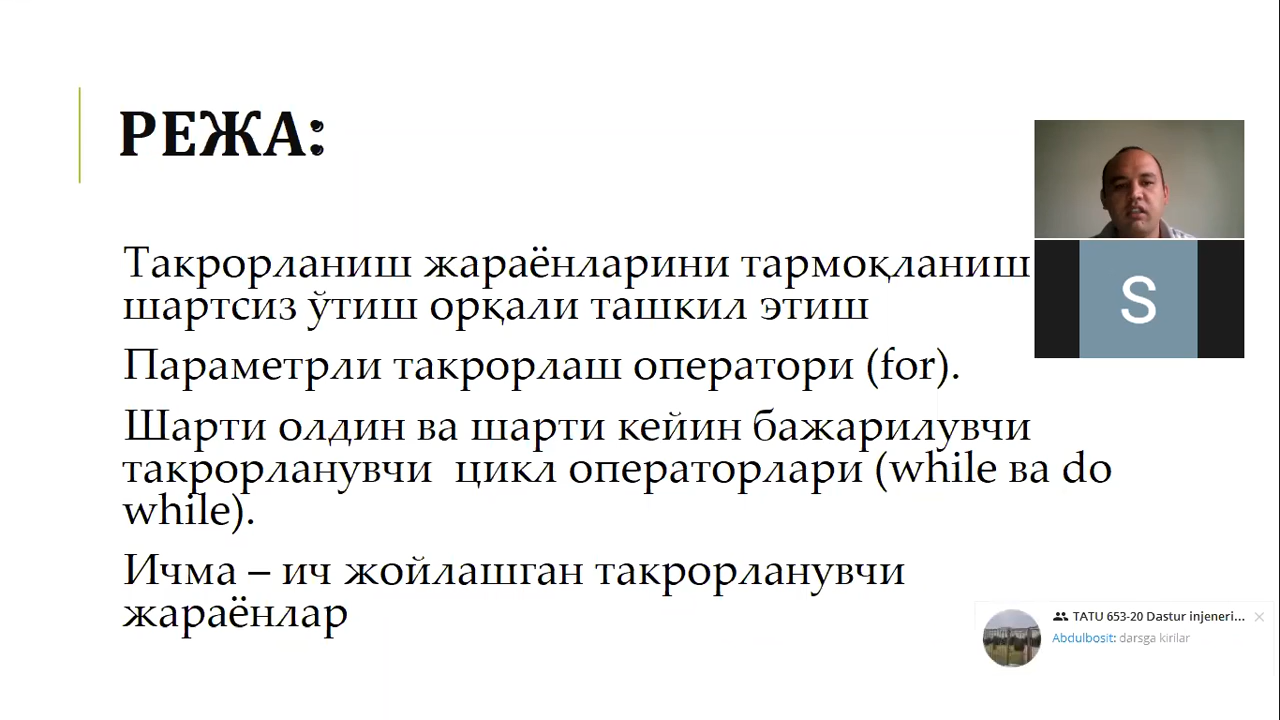 РЕЖА:
Такрорланиш жараёнларини тармоқланиш
шартсиз ўтиш орқали ташкил этиш
Параметрли такрорлаш оператори (for).
Шарти олдин ва шарти кейин бажарилувчи
такрорланувчи цикл операторлари (while ва do
while).
Ичма – ич жойлашган такрорланувчи
жараёнлар
S
TATU 653-20 Dastur injeneri...
Abdulbosit: darsga kirilar